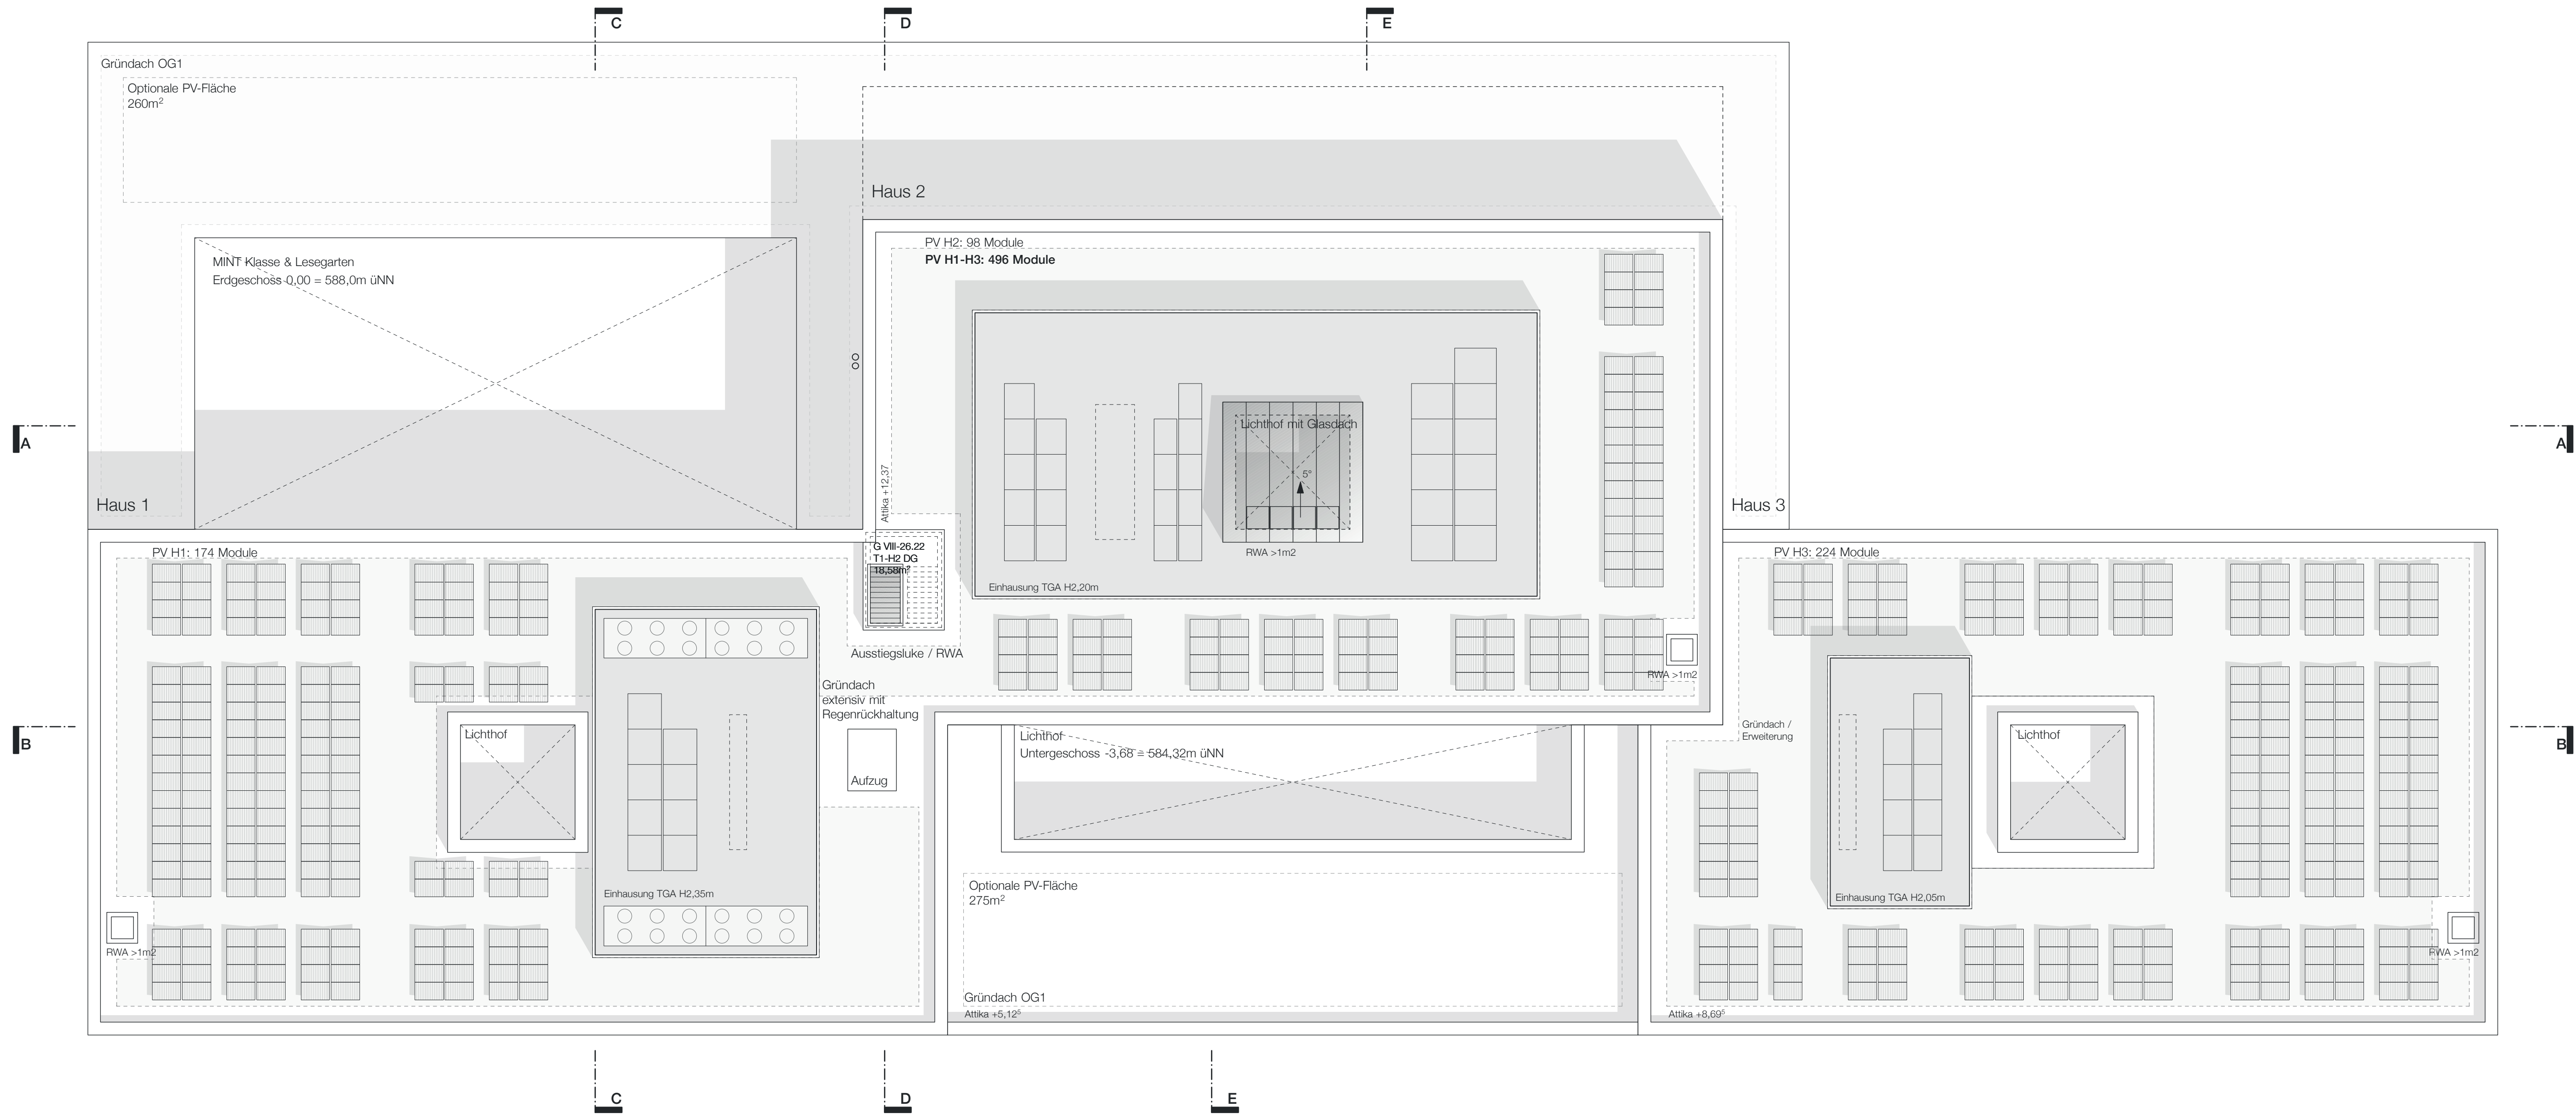 C
D
E
Gründach OG1
Optionale PV-Fläche
260m²
Haus 2
PV H2: 98 Module
PV H1-H3: 496 Module
MINT Klasse & Lesegarten
Erdgeschoss 0,00 = 588,0m üNN
Lichthof mit Glasdach
A
A
5°
Attika +12,37
Haus 1
Haus 3
G VIII-26.22
T1-H2 DG
18,58m²
RWA >1m2
PV H1: 174 Module
PV H3: 224 Module
Einhausung TGA H2,20m
Ausstiegsluke / RWA
RWA >1m2
Gründach
extensiv mit
Regenrückhaltung
Gründach /
Erweiterung
Lichthof
Lichthof
Untergeschoss -3,68 = 584,32m üNN
Lichthof
B
B
Aufzug
Einhausung TGA H2,35m
Optionale PV-Fläche
275m²
Einhausung TGA H2,05m
RWA >1m2
RWA >1m2
Gründach OG1
Attika +5,12⁵
Attika +8,69⁵
C
D
E